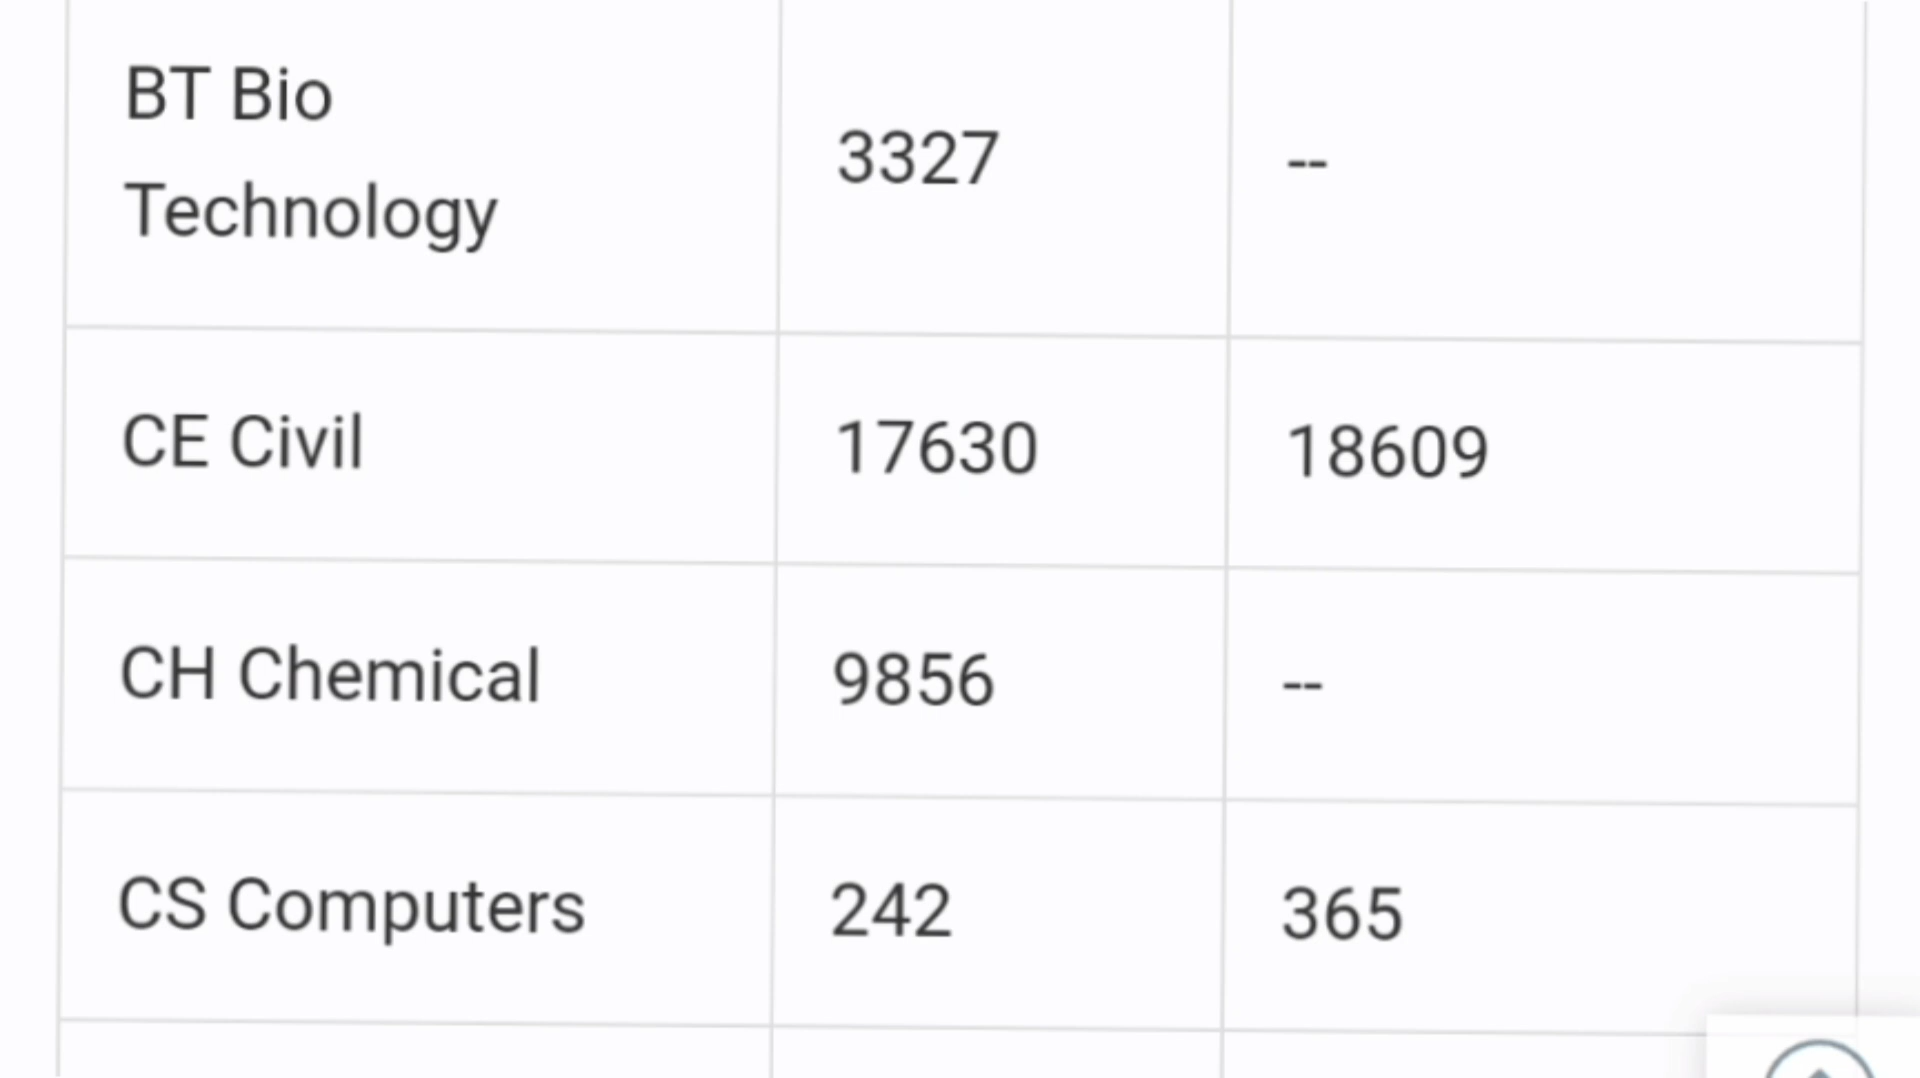 BT Bio
Technology
3327
--
CE Civil
17630
18609
CH Chemical
9856
--
CS Computers
242
365